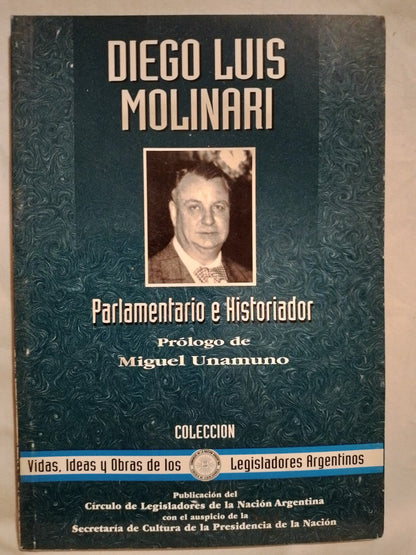 DIEGO LUIS
MOLINARI
Parlamentario e Historiador
Prólogo de
Miguel Unamuno
COLECCION
Vidas, Ideas y Obras de los Legisladores Argentinos
Publicación del
Círculo de Legisladores de la Nación Argentina
con el auspicio de la
Secretaría de Cultura de la Presidencia de la Nación